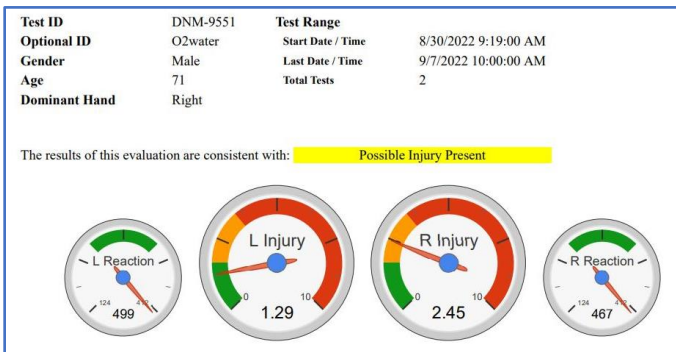 Test ID DNM-9551 Test Range
Optional ID O2water Start Date / Time 8/30/2022 9:19:00 AM
Gender Male Last Date / Time 9/7/2022 10:00:00 AM
Age 71 Total Tests 2
Dominant Hand Right
The results of this evaluation are consistent with: Possible Injury Present
L Reaction
124 412
499
L Injury
0 10
1.29
R Injury
0 10
2.45
R Reaction
124 412
467